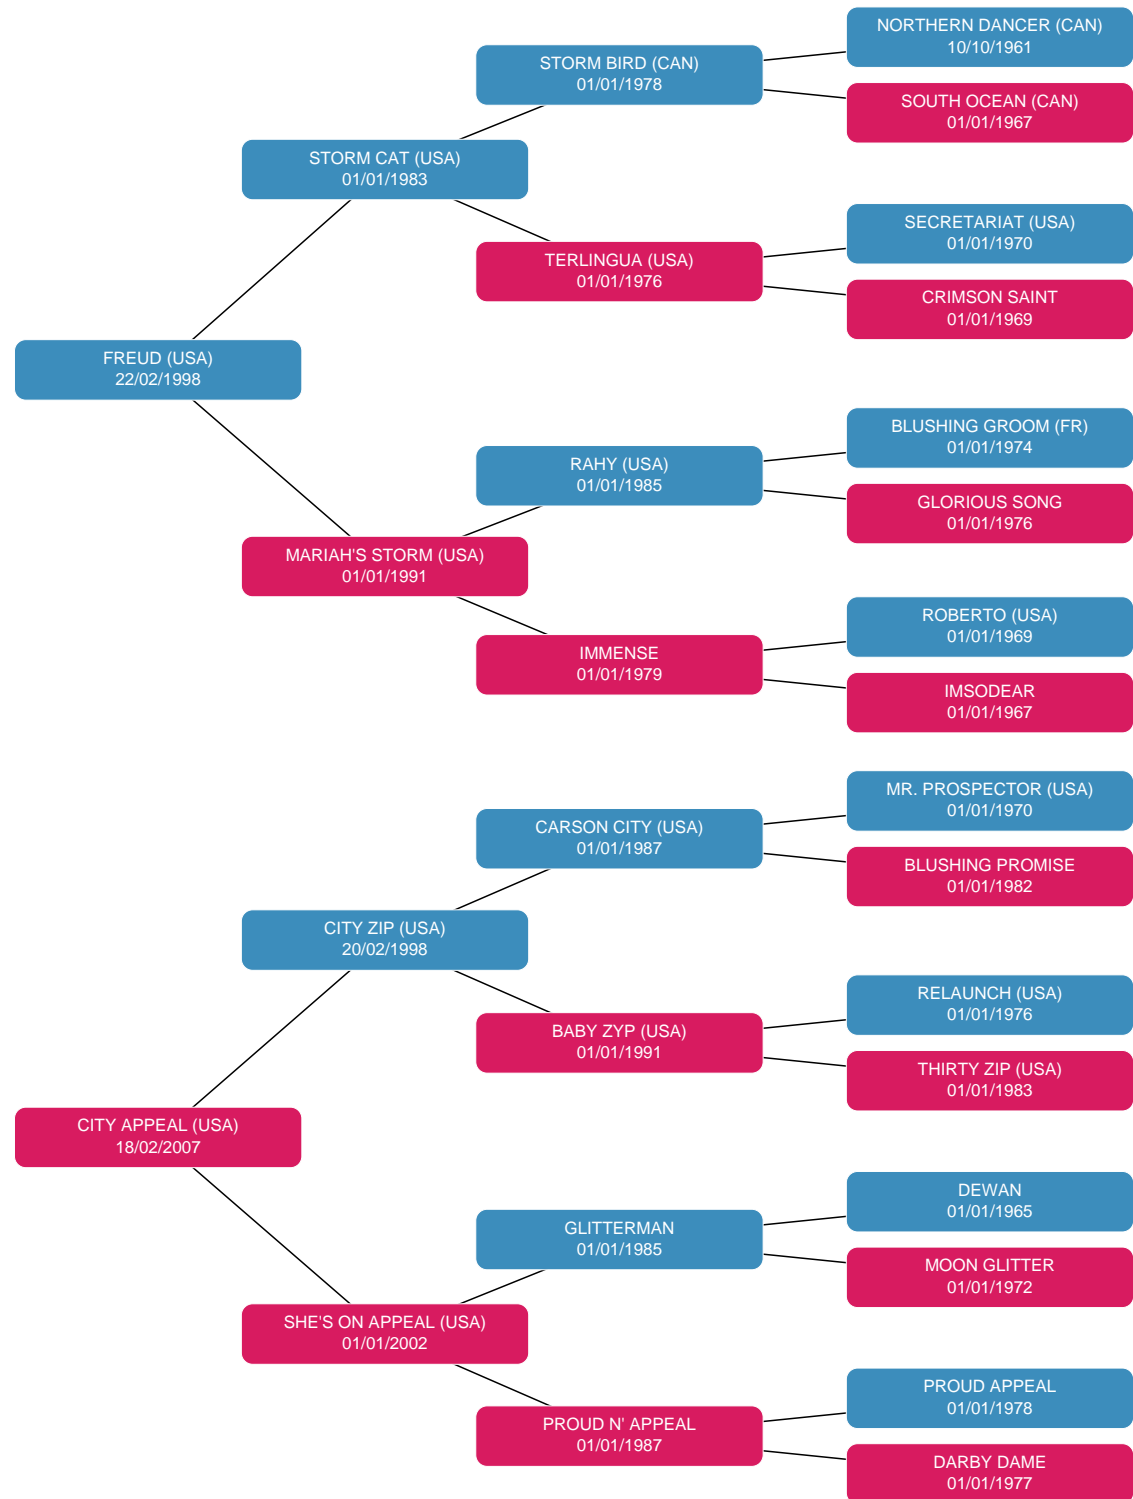 NORTHERN DANCER (CAN)
10/10/1961
STORM BIRD (CAN)
01/01/1978
SOUTH OCEAN (CAN)
01/01/1967
STORM CAT (USA)
01/01/1983
SECRETARIAT (USA)
01/01/1970
TERLINGUA (USA)
01/01/1976
CRIMSON SAINT
01/01/1969
FREUD (USA)
22/02/1998
BLUSHING GROOM (FR)
01/01/1974
RAHY (USA)
01/01/1985
GLORIOUS SONG
01/01/1976
MARIAH'S STORM (USA)
01/01/1991
ROBERTO (USA)
01/01/1969
IMMENSE
01/01/1979
IMSODEAR
01/01/1967
MR. PROSPECTOR (USA)
01/01/1970
CARSON CITY (USA)
01/01/1987
BLUSHING PROMISE
01/01/1982
CITY ZIP (USA)
20/02/1998
RELAUNCH (USA)
01/01/1976
BABY ZYP (USA)
01/01/1991
THIRTY ZIP (USA)
01/01/1983
CITY APPEAL (USA)
18/02/2007
DEWAN
01/01/1965
GLITTERMAN
01/01/1985
MOON GLITTER
01/01/1972
SHE'S ON APPEAL (USA)
01/01/2002
PROUD APPEAL
01/01/1978
PROUD N' APPEAL
01/01/1987
DARBY DAME
01/01/1977